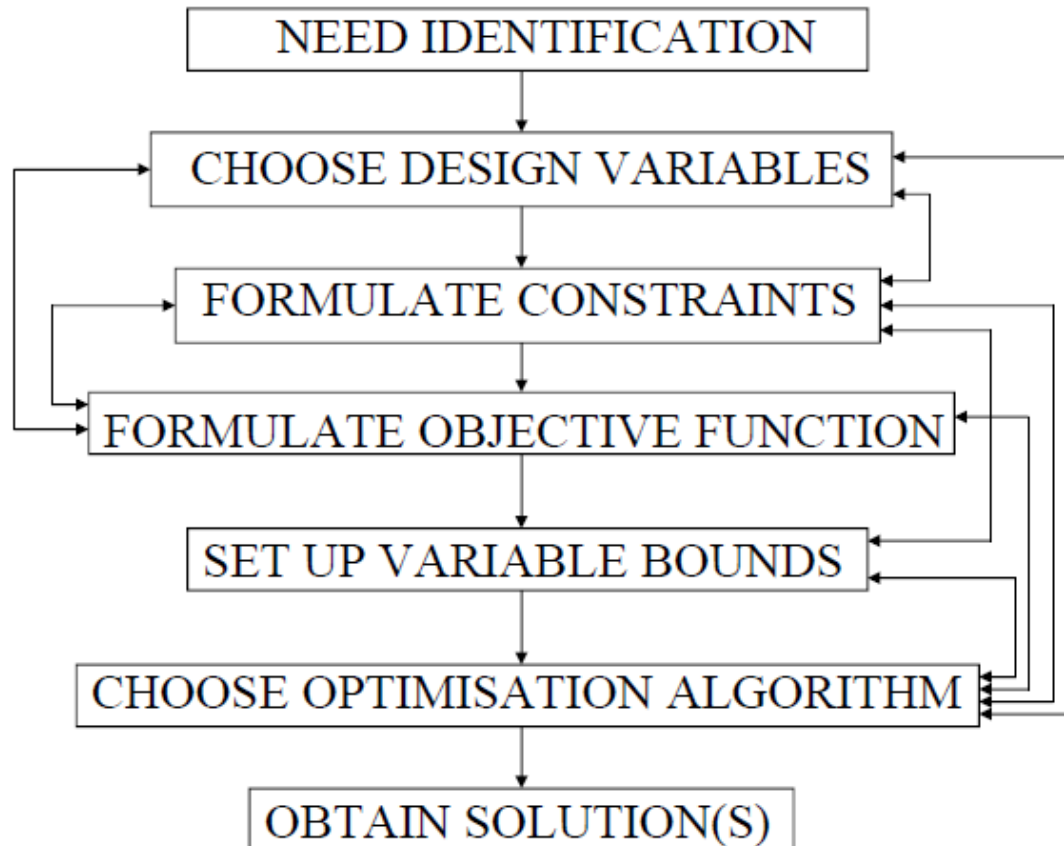 NEED IDENTIFICATION
CHOOSE DESIGN VARIABLES
FORMULATE CONSTRAINTS
FORMULATE OBJECTIVE FUNCTION
SET UP VARIABLE BOUNDS
CHOOSE OPTIMISATION ALGORITHM
OBTAIN SOLUTION(S)